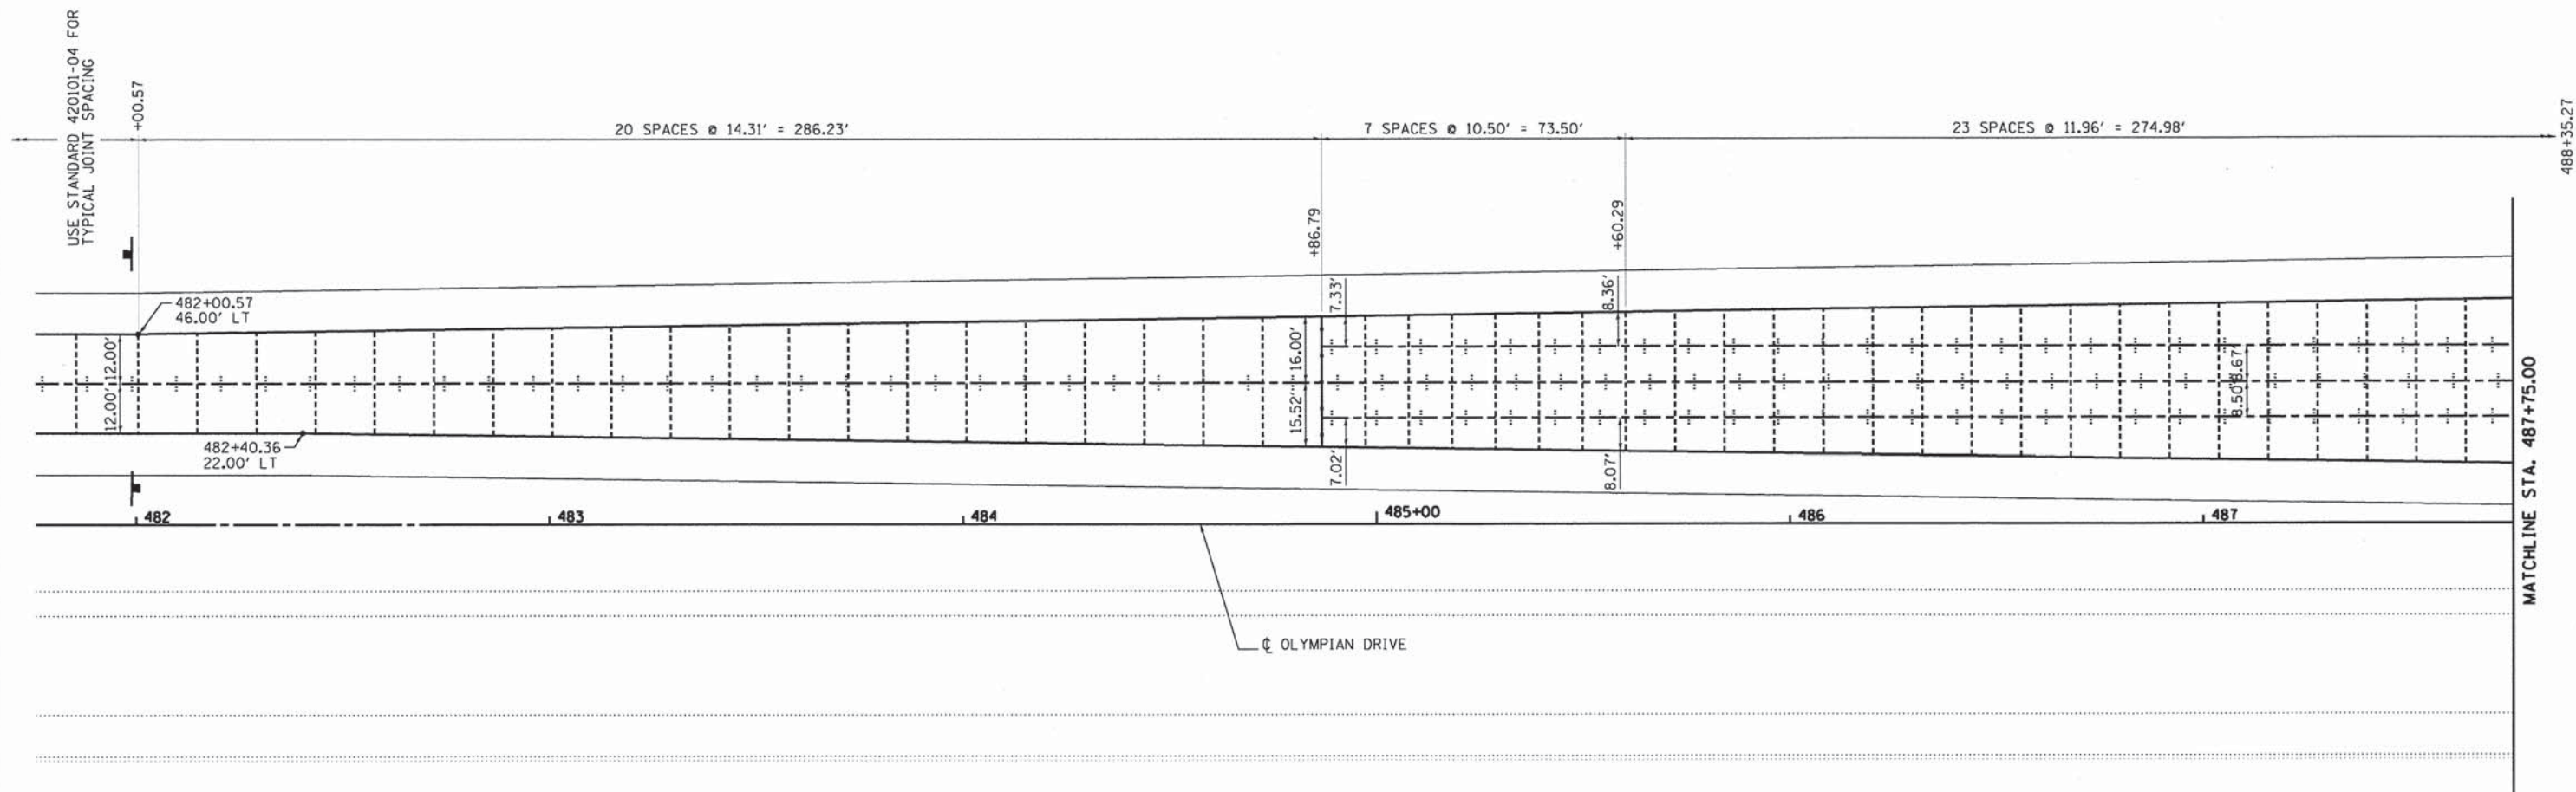 USE STANDARD 420101-04 FOR
TYPICAL JOINT SPACING
+00.57
20 SPACES @ 14.31' = 286.23'
7 SPACES @ 10.50' = 73.50'
23 SPACES @ 11.96' = 274.98'
488+35.27
+86.79
+60.29
482+00.57
46.00' LT
12.00'
12.00'
482+40.36
22.00' LT
16.00'
15.52'
7.33'
7.02'
8.36'
8.07'
8.67'
8.50'
482
483
484
485+00
486
487
MATCHLINE STA. 487+75.00
℄ OLYMPIAN DRIVE